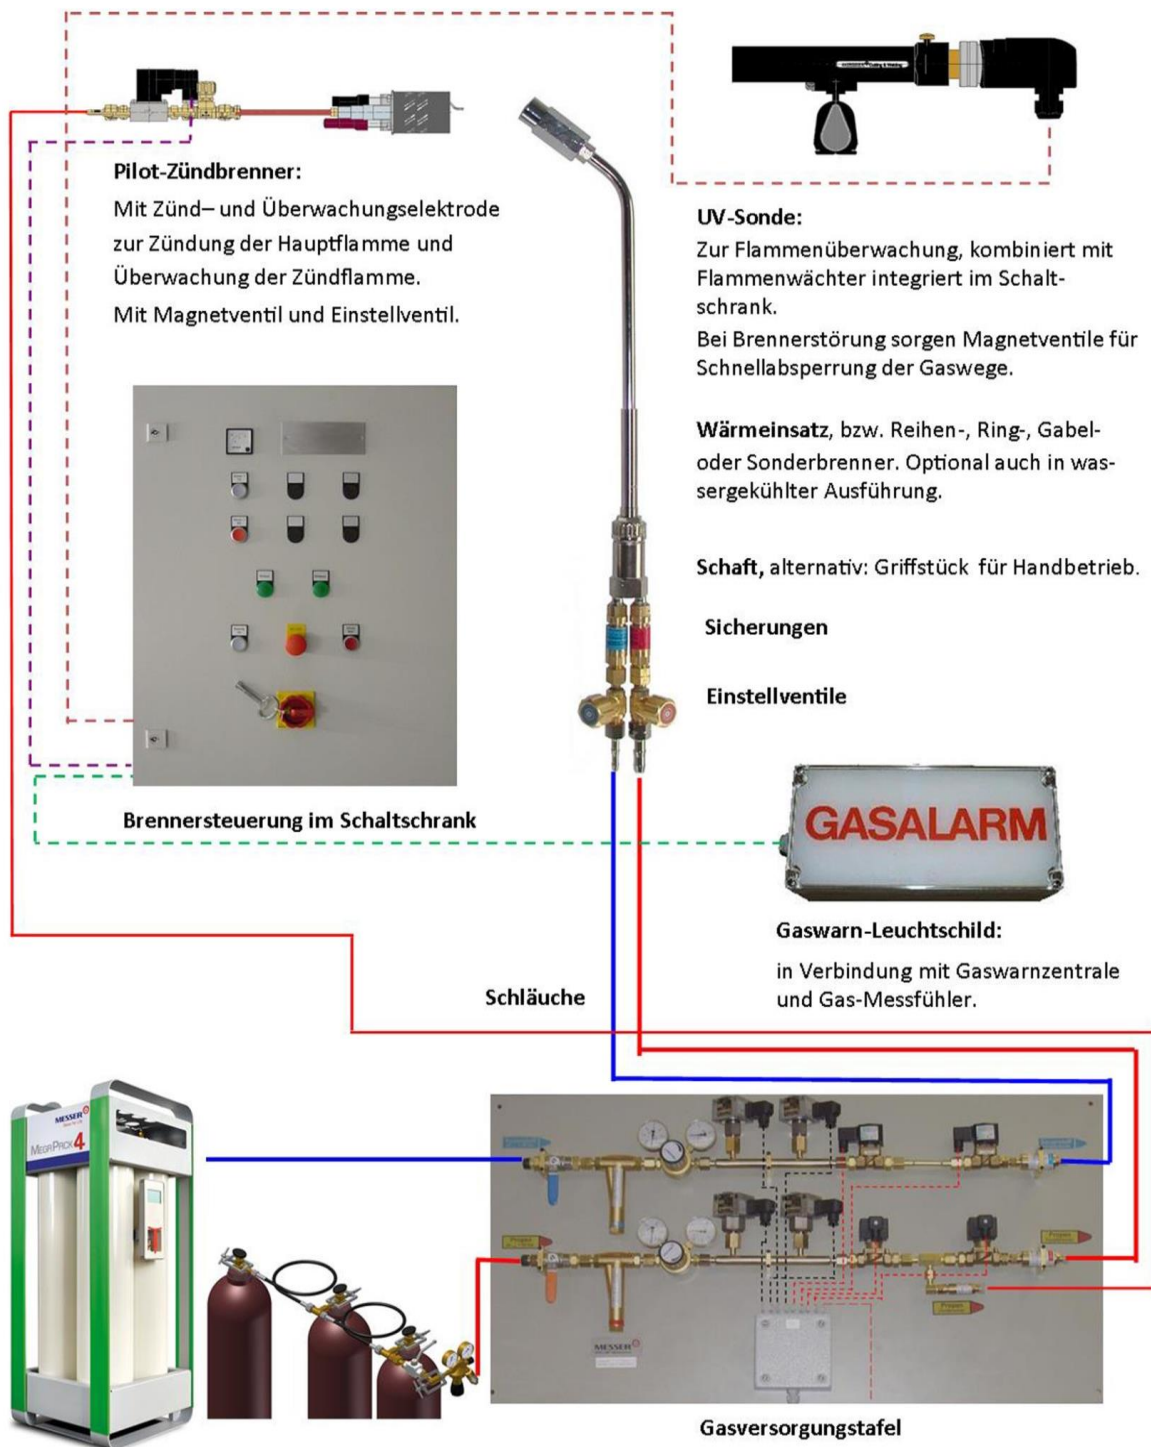 Pilot-Zündbrenner:
Mit Zünd– und Überwachungselektrode
zur Zündung der Hauptflamme und
Überwachung der Zündflamme.
Mit Magnetventil und Einstellventil.
UV-Sonde:
Zur Flammenüberwachung, kombiniert mit
Flammenwächter integriert im Schalt-
schrank.
Bei Brennerstörung sorgen Magnetventile für
Schnellabsperrung der Gaswege.
Wärmeinsatz, bzw. Reihen-, Ring-, Gabel-
oder Sonderbrenner. Optional auch in was-
sergekühlter Ausführung.
Schaft, alternativ: Griffstück für Handbetrieb.
Sicherungen
Einstellventile
Brennersteuerung im Schaltschrank
GASALARM
Gaswarn-Leuchtschild:
in Verbindung mit Gaswarnzentrale
und Gas-Messfühler.
Schläuche
MESSER
MegaPack 4
Propan
Propan
Propan
MESSER
Gasversorgungstafel